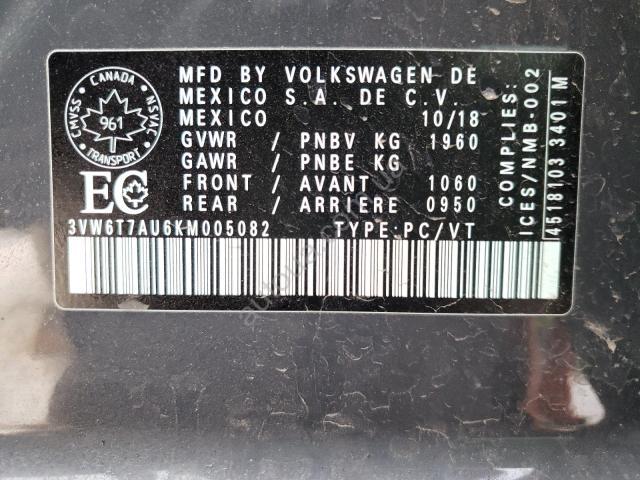 MFD BY VOLKSWAGEN DE
MEXICO S.A. DE C.V.
MEXICO 10/18
GVWR / PNBV KG 1960
GAWR / PNBE KG
FRONT / AVANT 1060
REAR / ARRIERE 0950
3VW6T7AU6KM005082 TYPE:PC/VT
CANADA
CMVSS
NSVAC
961
TRANSPORT
EC
COMPLIES:
ICES/NMB-002
4518103 3401 M